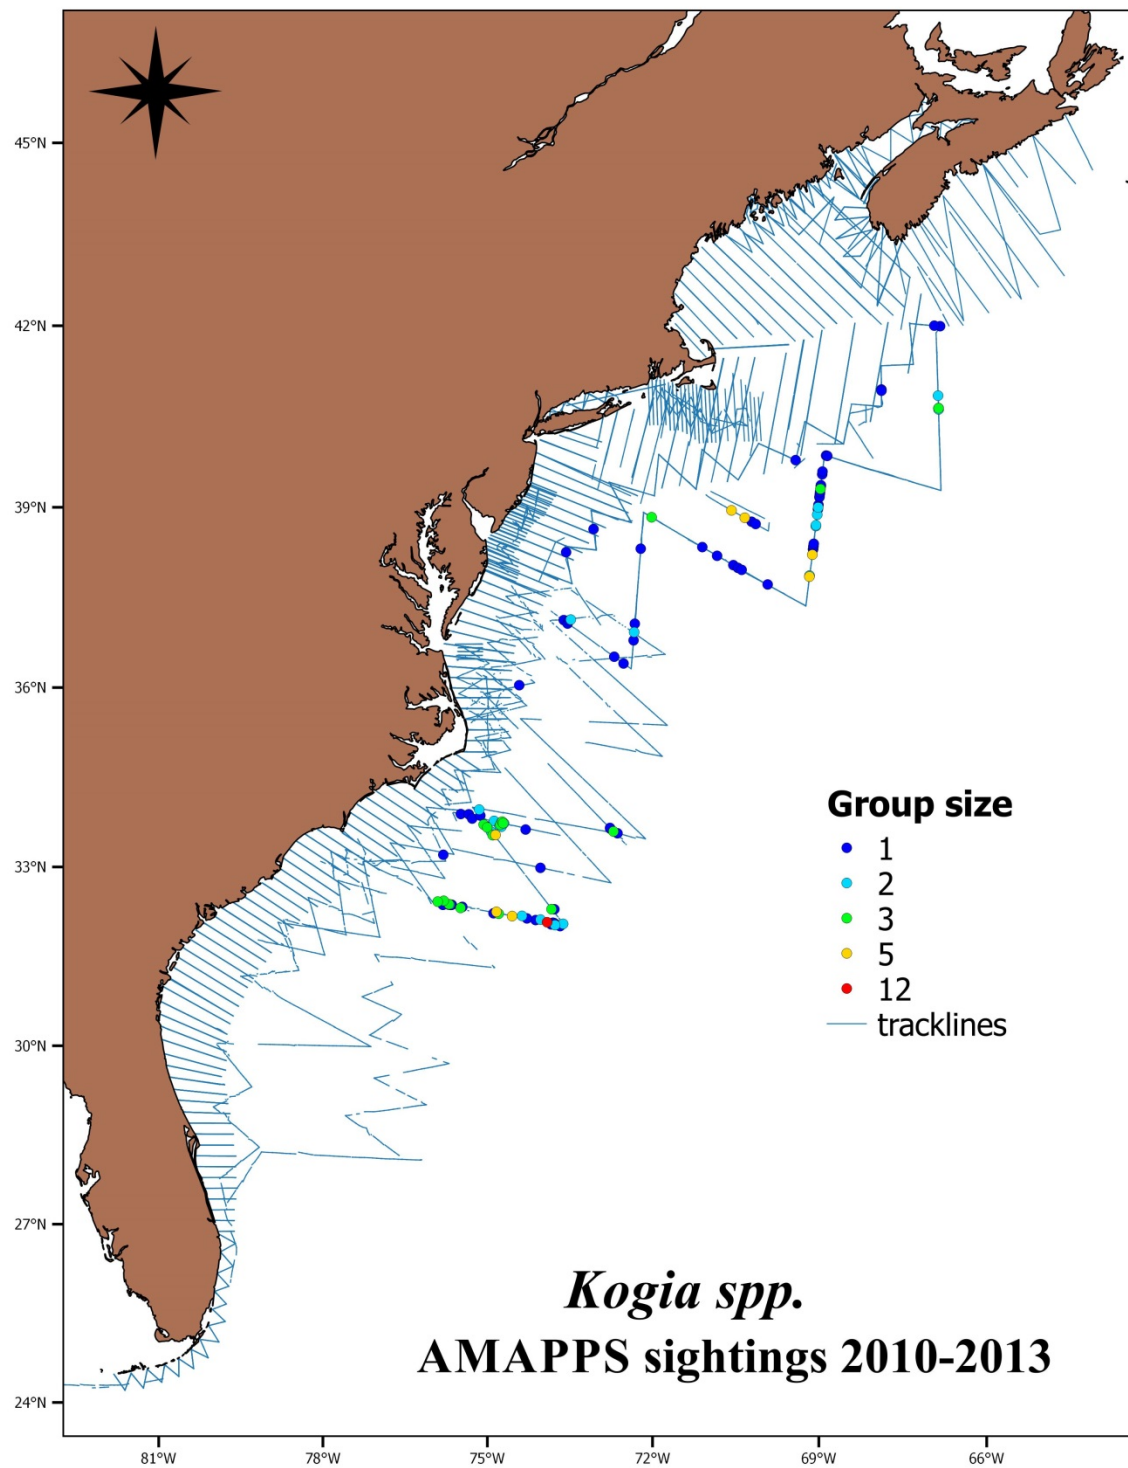 45°N
42°N
39°N
36°N
33°N
30°N
27°N
24°N
Group size
1
2
3
5
12
tracklines
Kogia spp.
AMAPPS sightings 2010-2013
81°W 78°W 75°W 72°W 69°W 66°W